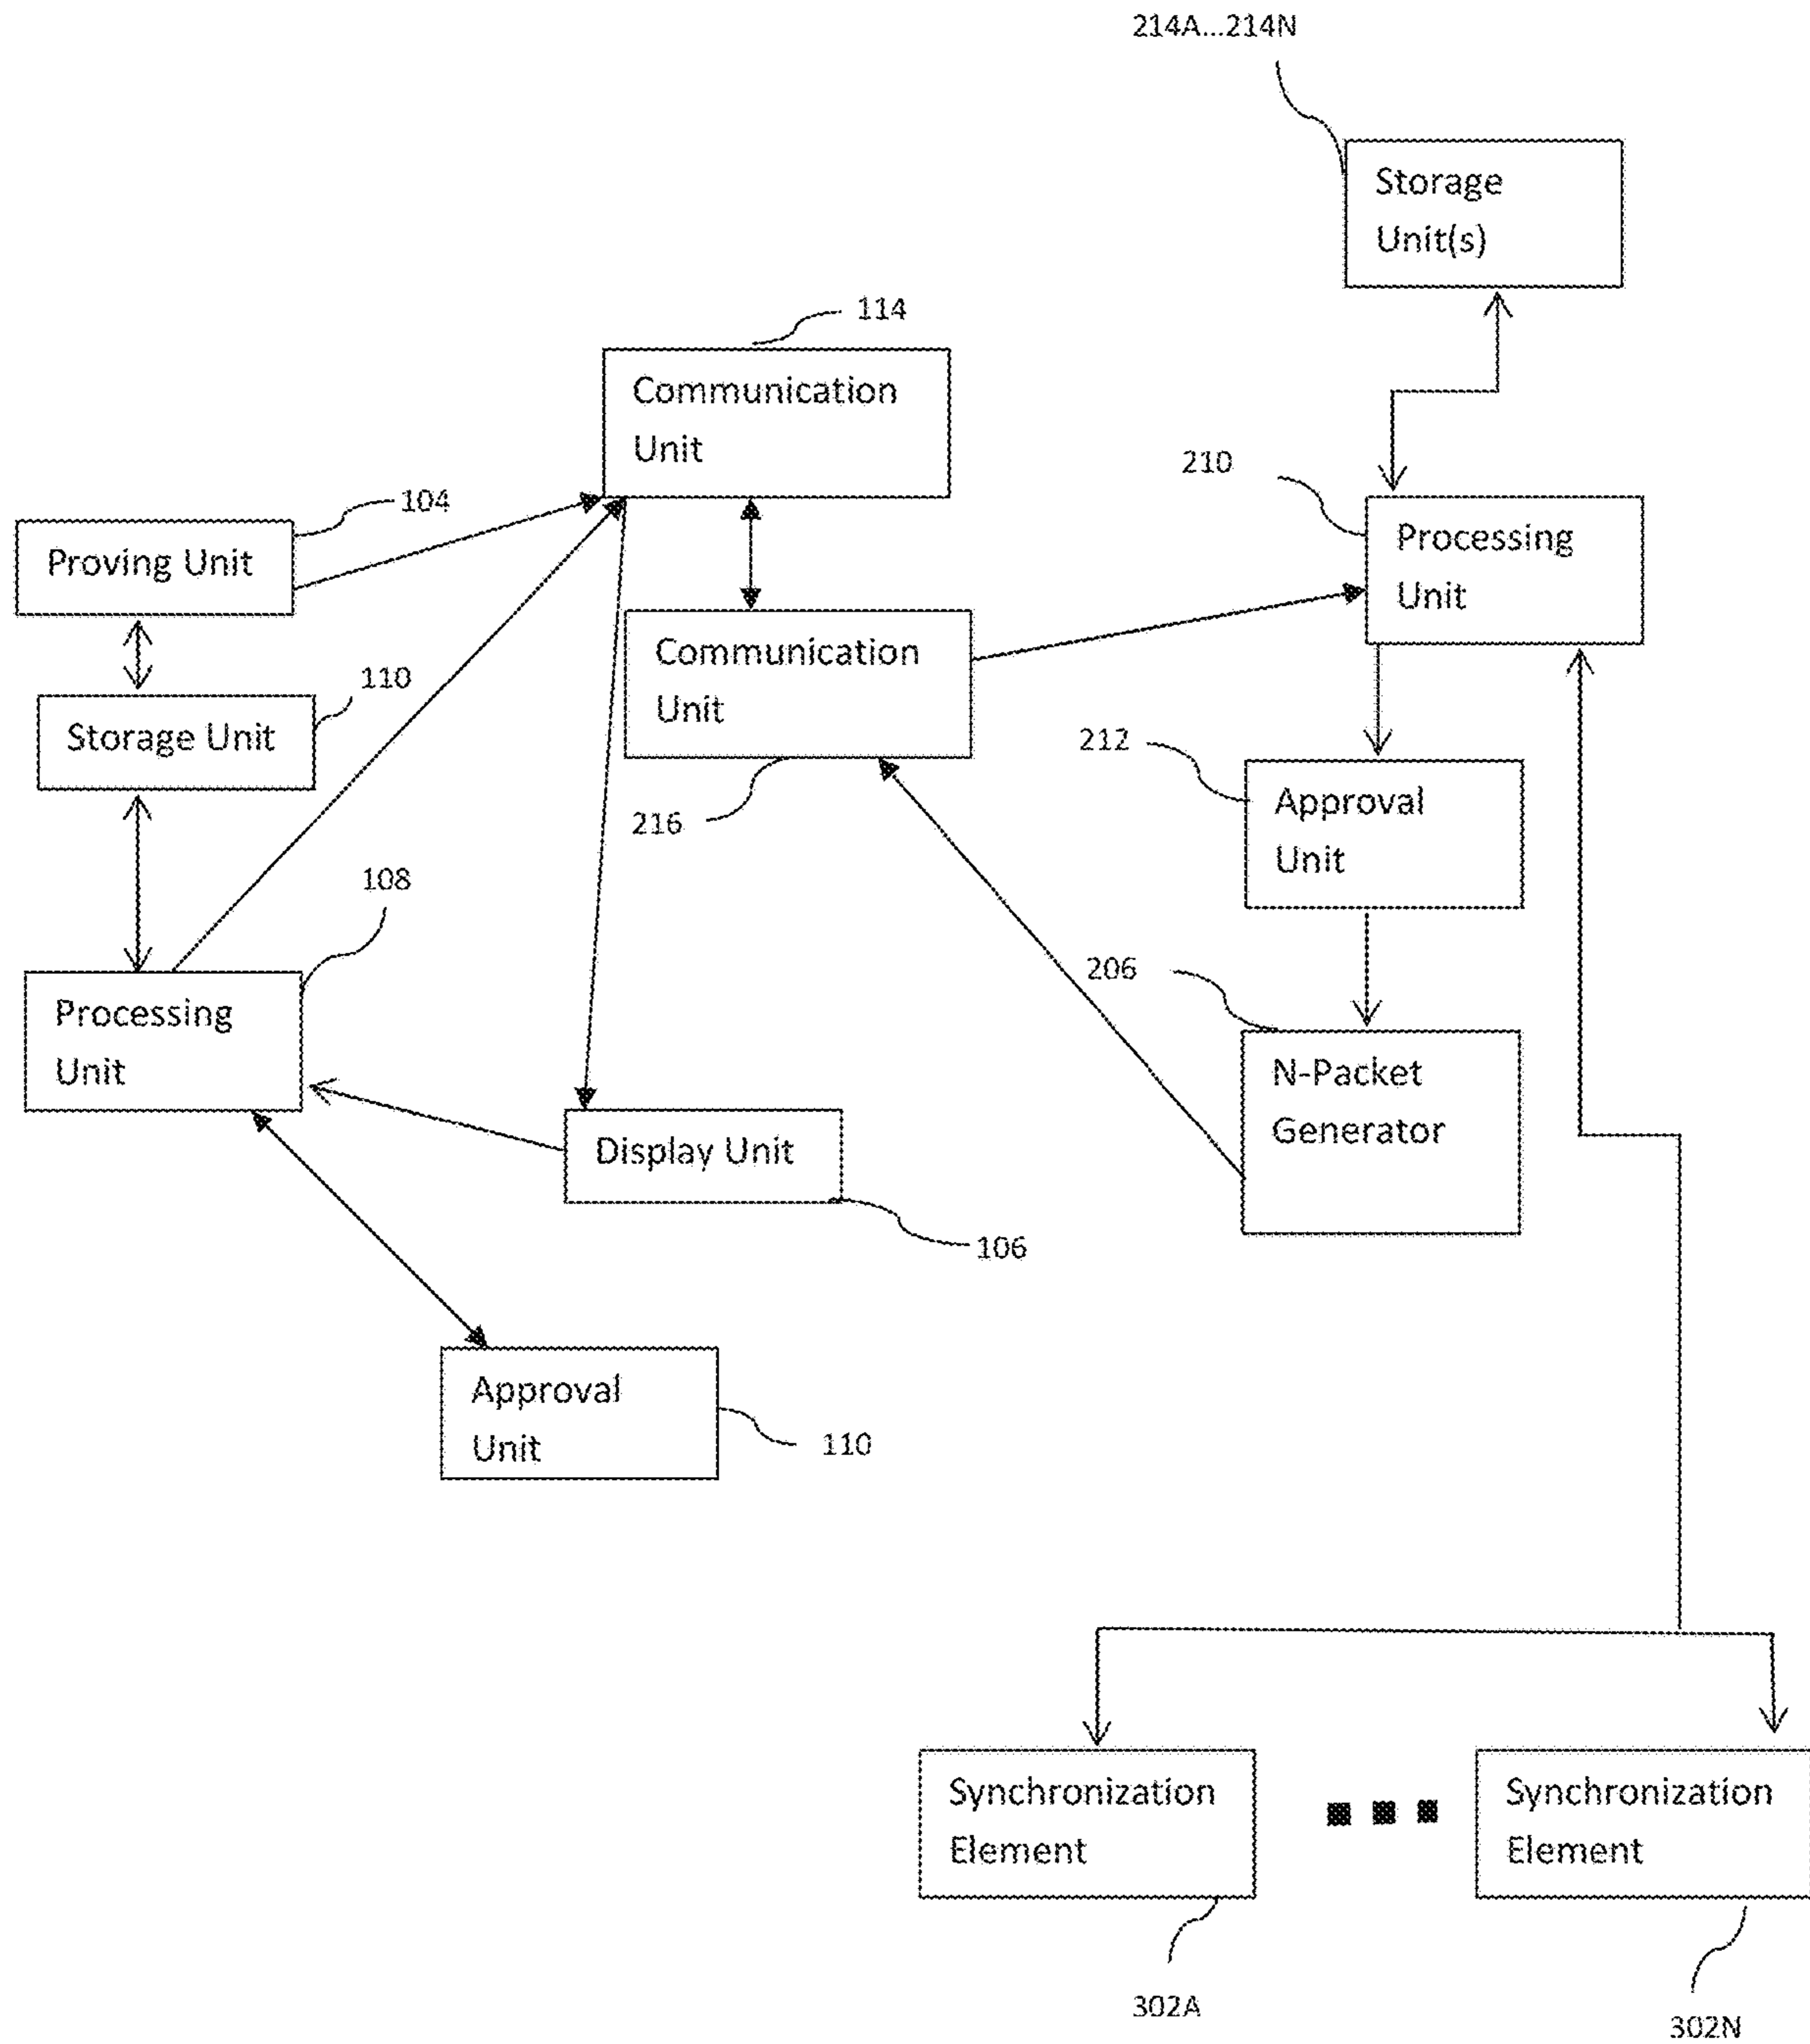 214A...214N
Storage
Unit(s)
114
Communication
Unit
210
Processing
Unit
104
Proving Unit
Communication
Unit
110
Storage Unit
212
Approval
Unit
216
108
206
Processing
Unit
N-Packet
Generator
Display Unit
106
Approval
Unit
110
Synchronization
Element
Synchronization
Element
302A
302N